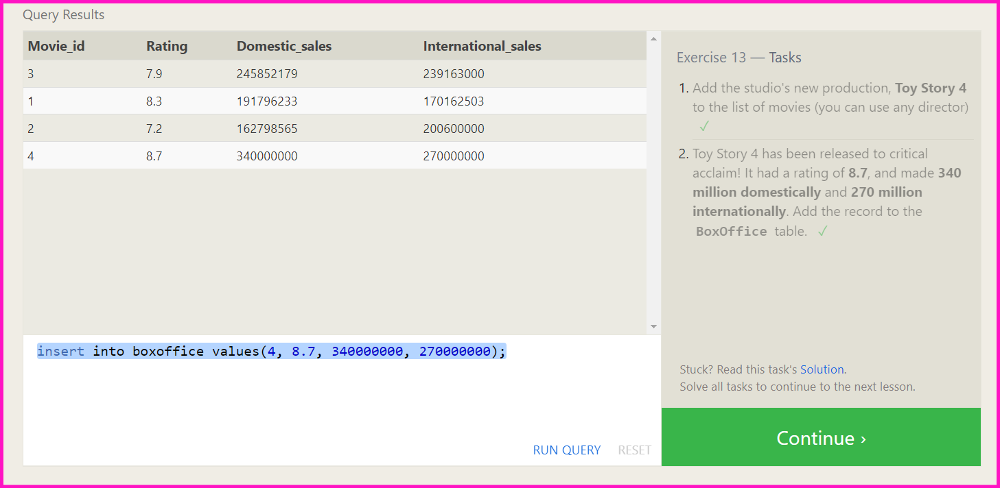 Query Results
Movie_id Rating Domestic_sales International_sales
3 7.9 245852179 239163000
1 8.3 191796233 170162503
2 7.2 162798565 200600000
4 8.7 340000000 270000000
insert into boxoffice values(4, 8.7, 340000000, 270000000);
RUN QUERY RESET
Exercise 13 — Tasks
1. Add the studio's new production, Toy Story 4
to the list of movies (you can use any director)
✓
2. Toy Story 4 has been released to critical
acclaim! It had a rating of 8.7, and made 340
million domestically and 270 million
internationally. Add the record to the
BoxOffice table. ✓
Stuck? Read this task's Solution.
Solve all tasks to continue to the next lesson.
Continue ›